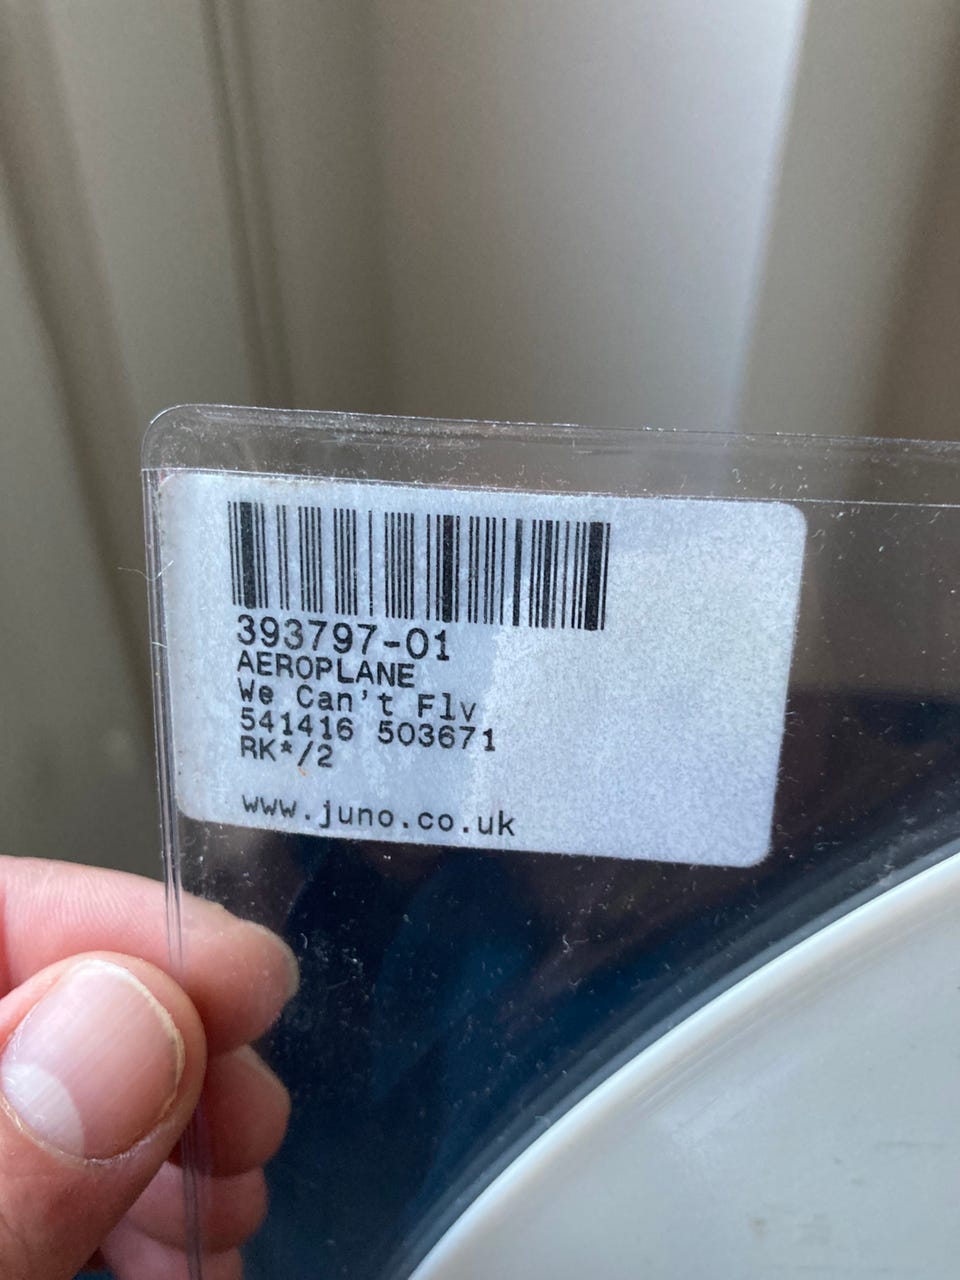 393797-01
AEROPLANE
We Can't Fly
541416 503671
RK*/2
www.juno.co.uk